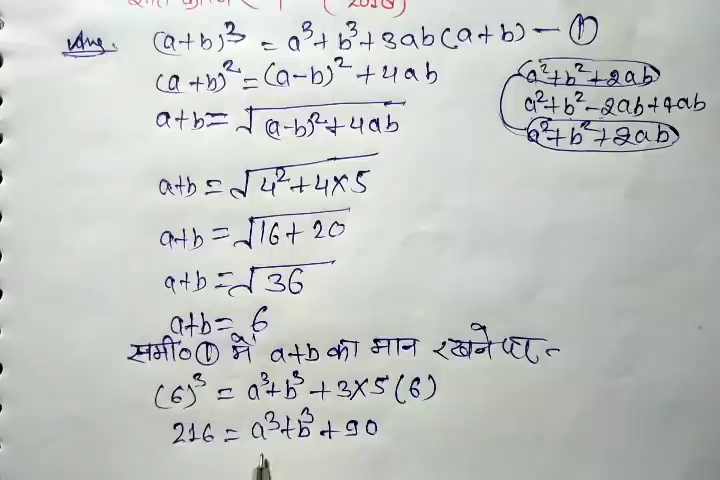 (2018)
Ans. (a+b)³ = a³+b³+3ab(a+b) — ①
(a+b)² = (a-b)² + 4ab
a+b = √(a-b)²+4ab
a+b = √4²+4×5
a+b = √16+20
a+b = √36
a+b = 6
समी० ① में a+b का मान रखने पर -
(6)³ = a³+b³+3×5(6)
216 = a³+b³+90
a²+b²+2ab
a²+b²-2ab+4ab
a²+b²+2ab